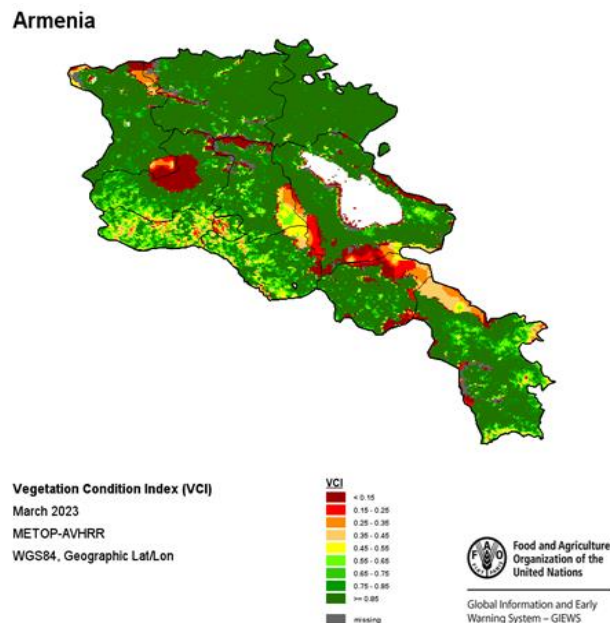 Armenia
Vegetation Condition Index (VCI)
March 2023
METOP-AVHRR
WGS84, Geographic Lat/Lon
VCI
< 0.15
0.15 - 0.25
0.25 - 0.35
0.35 - 0.45
0.45 - 0.55
0.55 - 0.65
0.65 - 0.75
0.75 - 0.85
>= 0.85
missing
FAO
FIAT PANIS
Food and Agriculture
Organization of the
United Nations
Global Information and Early
Warning System – GIEWS